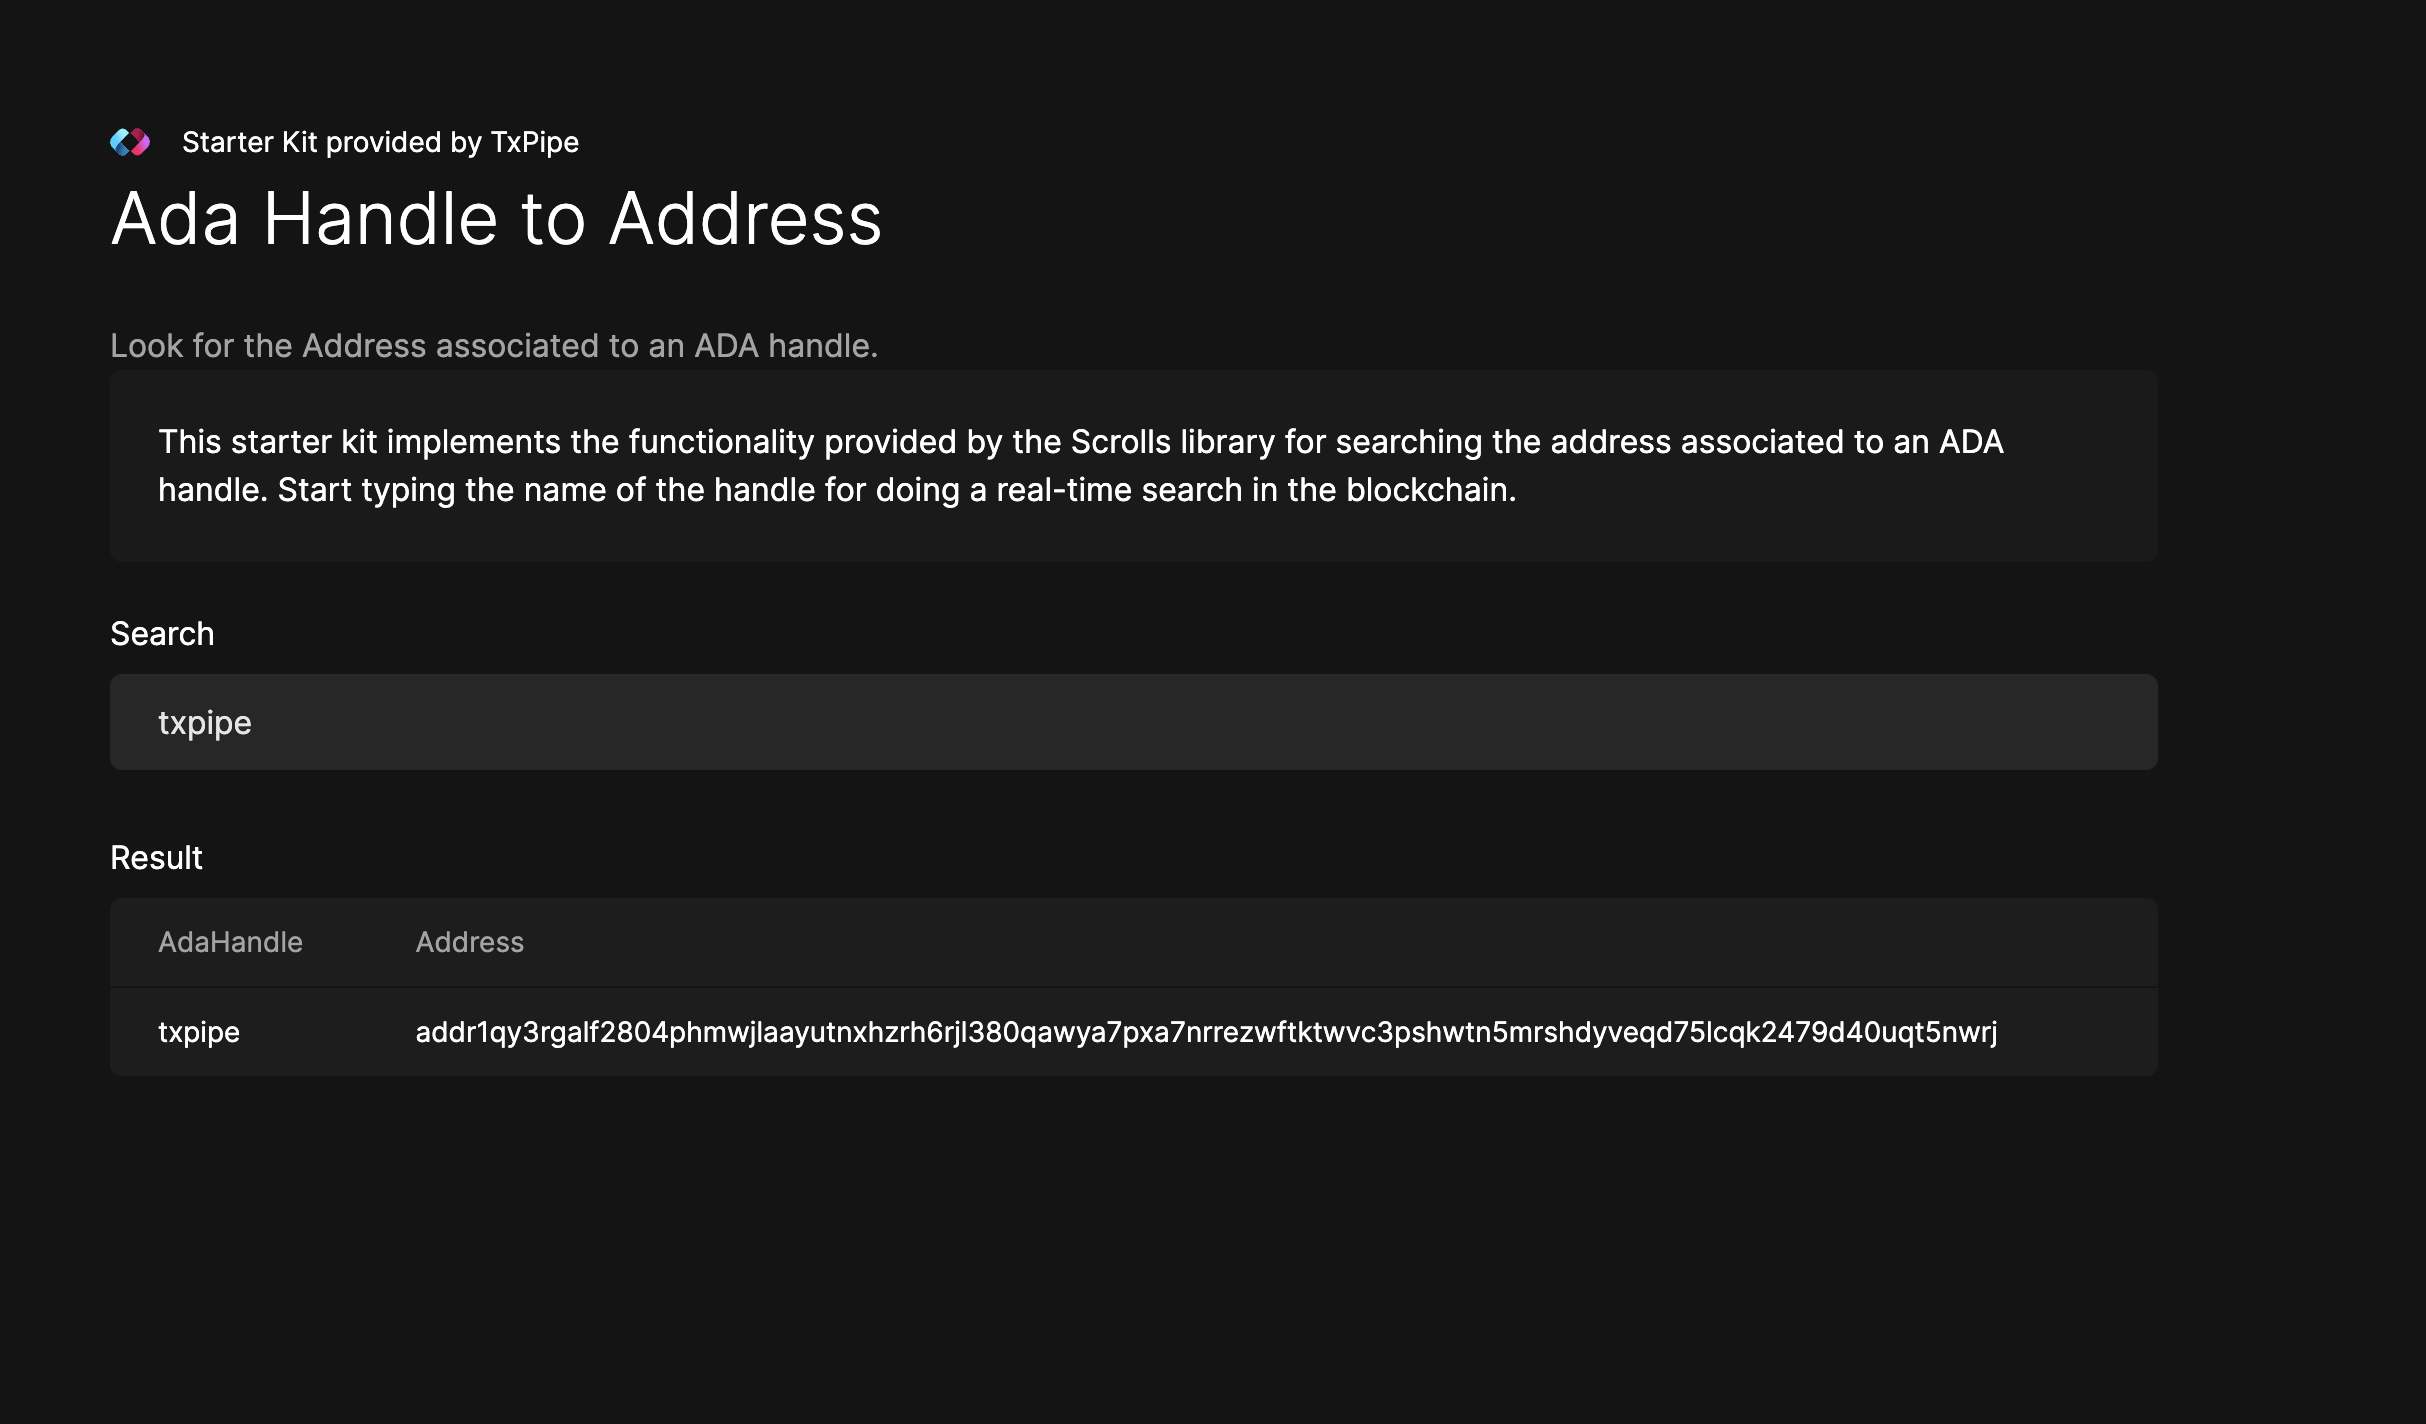 Starter Kit provided by TxPipe
Ada Handle to Address
Look for the Address associated to an ADA handle.
This starter kit implements the functionality provided by the Scrolls library for searching the address associated to an ADA
handle. Start typing the name of the handle for doing a real-time search in the blockchain.
Search
txpipe
Result
AdaHandle Address
txpipe addr1qy3rgalf2804phmwjlaayutnxhzrh6rjl380qawya7pxa7nrrezwftktwvc3pshwtn5mrshdyveqd75lcqk2479d40uqt5nwrj